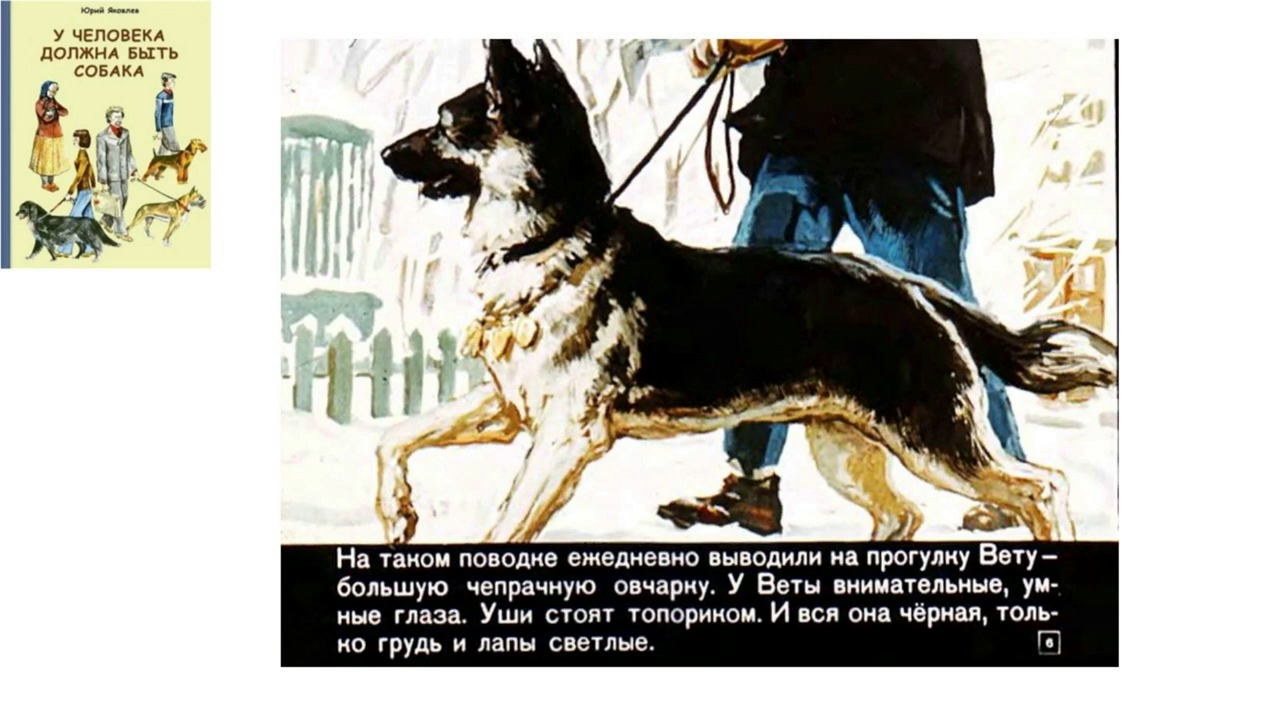 Юрий Яковлев
У ЧЕЛОВЕКА
ДОЛЖНА БЫТЬ
СОБАКА
На таком поводке ежедневно выводили на прогулку Вету –
большую чепрачную овчарку. У Веты внимательные, ум-
ные глаза. Уши стоят топориком. И вся она чёрная, толь-
ко грудь и лапы светлые.
6